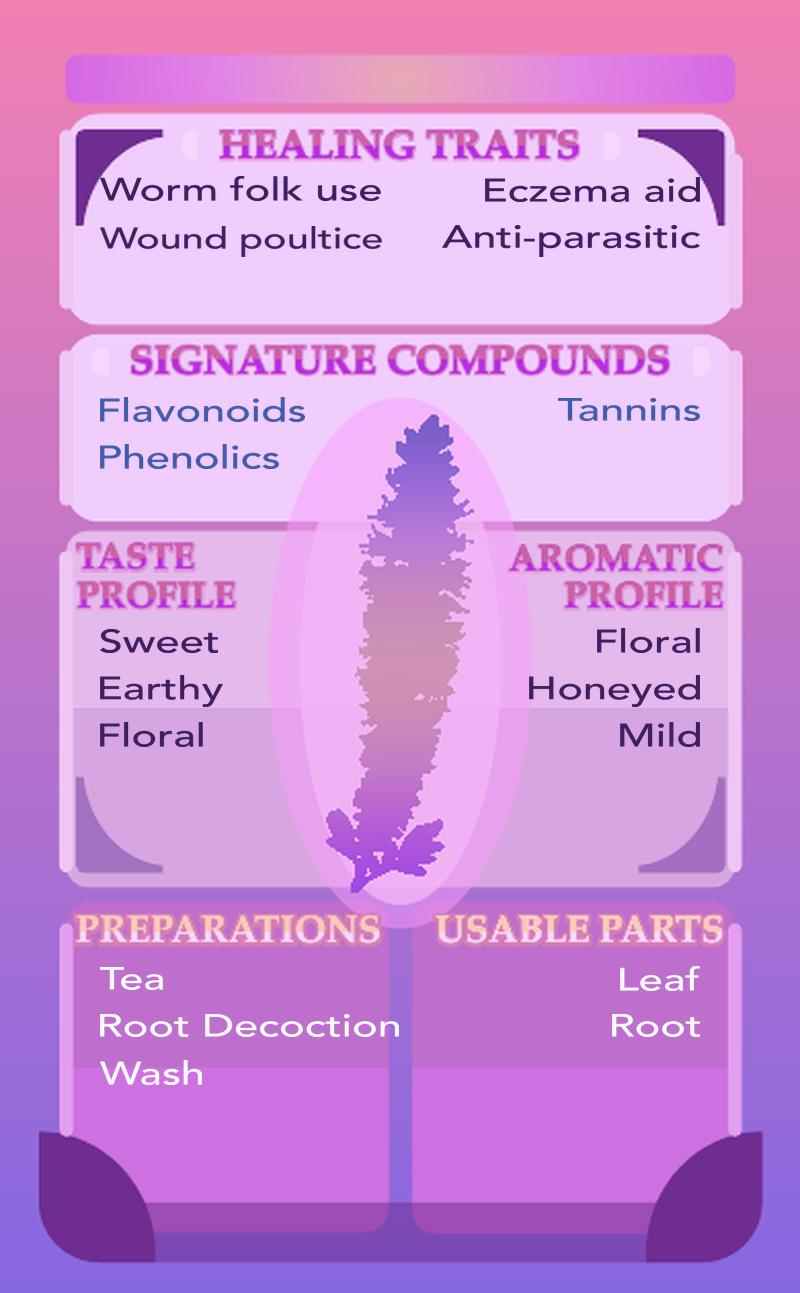 HEALING TRAITS
Worm folk use
Eczema aid
Wound poultice
Anti-parasitic
SIGNATURE COMPOUNDS
Flavonoids
Tannins
Phenolics
TASTE
PROFILE
Sweet
Earthy
Floral
AROMATIC
PROFILE
Floral
Honeyed
Mild
PREPARATIONS
Tea
Root Decoction
Wash
USABLE PARTS
Leaf
Root